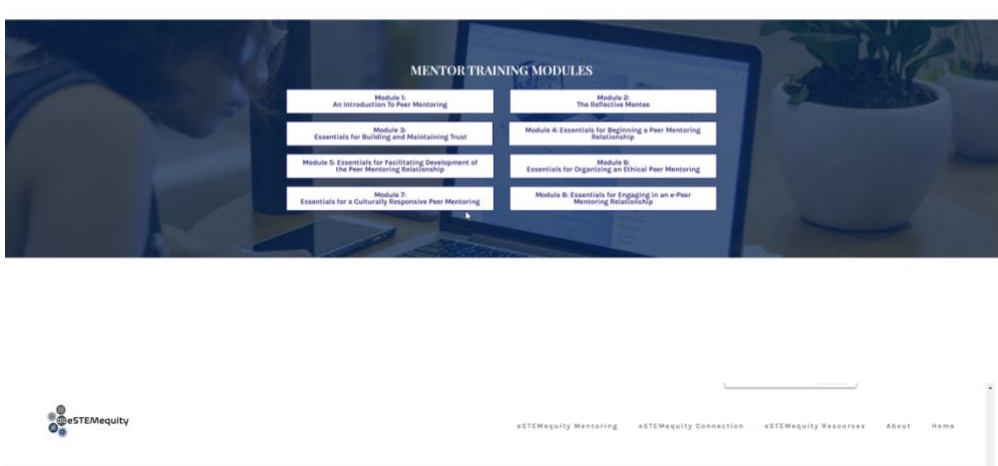 MENTOR TRAINING MODULES
Module 1:
An Introduction To Peer Mentoring
Module 2:
The Reflective Mentee
Module 3:
Essentials for Building and Maintaining Trust
Module 4: Essentials for Beginning a Peer Mentoring
Relationship
Module 5: Essentials for Facilitating Development of
the Peer Mentoring Relationship
Module 6:
Essentials for Organizing an Ethical Peer Mentoring
Module 7:
Essentials for a Culturally Responsive Peer Mentoring
Module 8: Essentials for Engaging in an e-Peer
Mentoring Relationship
eSTEMequity
eSTEMequity Mentoring eSTEMequity Connection eSTEMequity Resources About Home